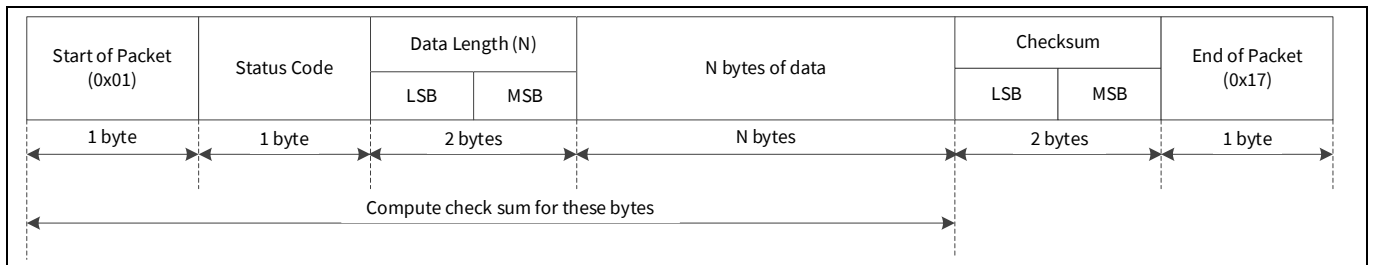 Start of Packet
(0x01)
Status Code
Data Length (N)
LSB
MSB
N bytes of data
Checksum
LSB
MSB
End of Packet
(0x17)
1 byte
1 byte
2 bytes
N bytes
2 bytes
1 byte
Compute check sum for these bytes